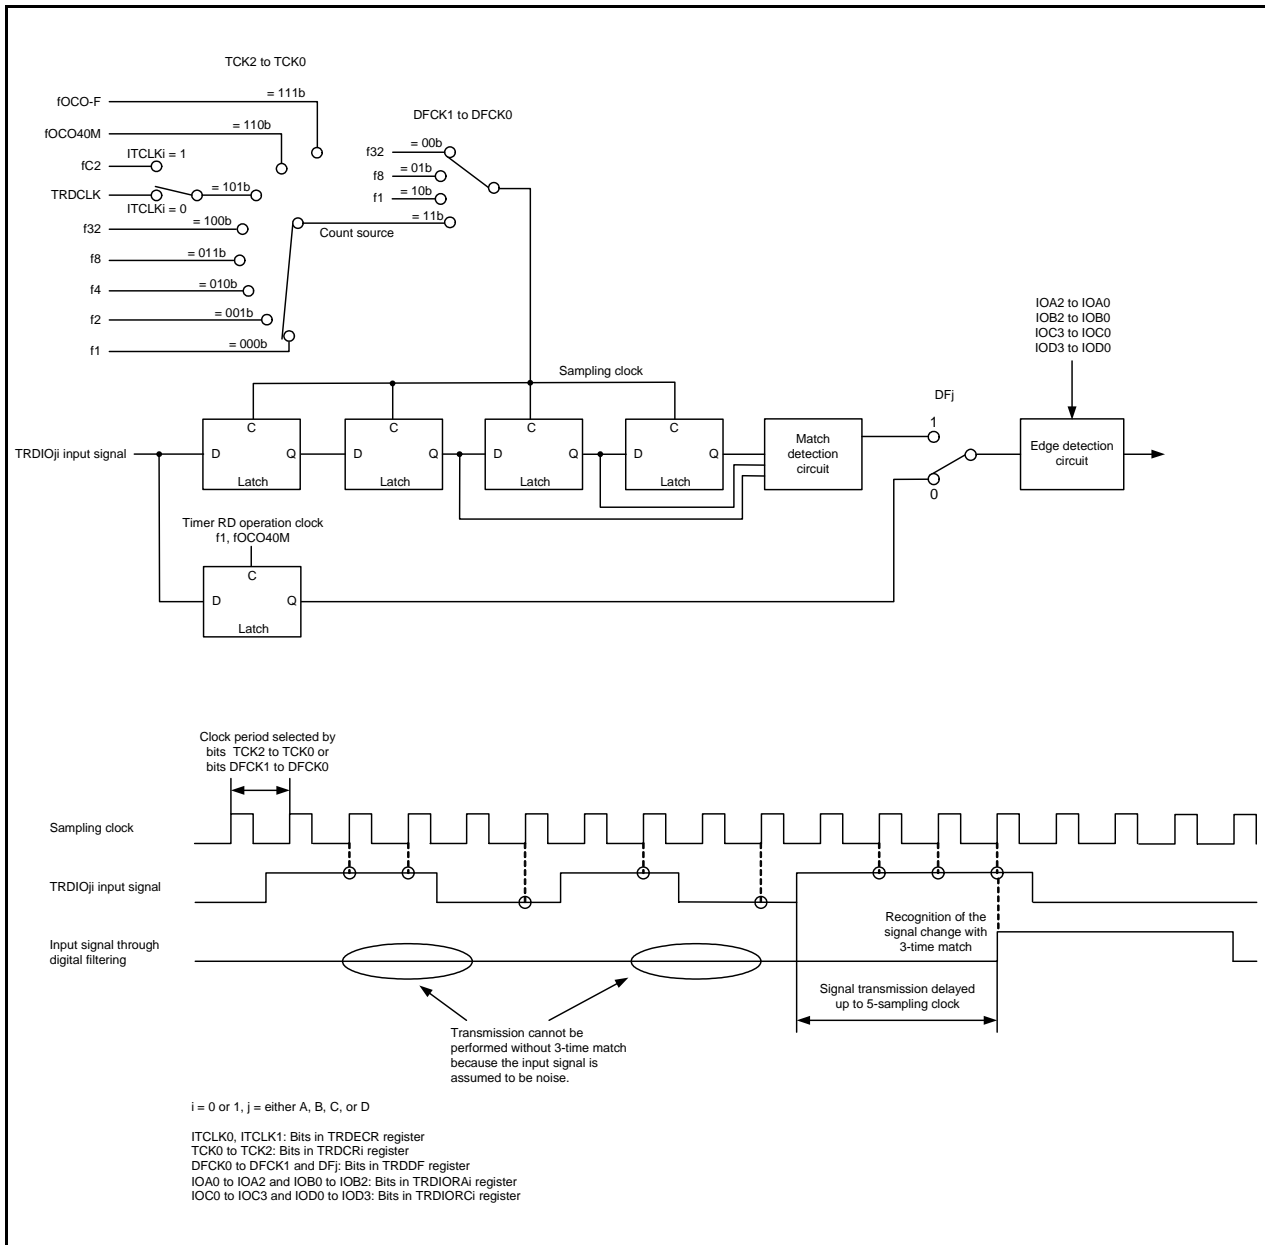 TCK2 to TCK0
fOCO-F
= 111b
DFCK1 to DFCK0
fOCO40M
= 110b
f32
= 00b
fC2
ITCLKi = 1
f8
= 01b
TRDCLK
= 101b
f1
= 10b
ITCLKi = 0
= 11b
f32
= 100b
Count source
f8
= 011b
f4
= 010b
f2
= 001b
f1
= 000b
IOA2 to IOA0
IOB2 to IOB0
IOC3 to IOC0
IOD3 to IOD0
Sampling clock
DFj
TRDIOji input signal
C
D
Q
Latch
C
D
Q
Latch
C
D
Q
Latch
C
D
Q
Latch
Match
detection
circuit
1
0
Edge detection
circuit
Timer RD operation clock
f1, fOCO40M
C
D
Q
Latch
Clock period selected by
bits TCK2 to TCK0 or
bits DFCK1 to DFCK0
Sampling clock
TRDIOji input signal
Input signal through
digital filtering
Recognition of the
signal change with
3-time match
Signal transmission delayed
up to 5-sampling clock
Transmission cannot be
performed without 3-time match
because the input signal is
assumed to be noise.
i = 0 or 1, j = either A, B, C, or D
ITCLK0, ITCLK1: Bits in TRDECR register
TCK0 to TCK2: Bits in TRDCRi register
DFCK0 to DFCK1 and DFj: Bits in TRDDF register
IOA0 to IOA2 and IOB0 to IOB2: Bits in TRDIORAi register
IOC0 to IOC3 and IOD0 to IOD3: Bits in TRDIORCi register